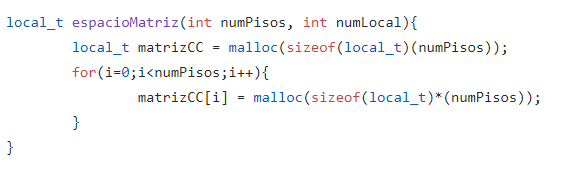 local_t espacioMatriz(int numPisos, int numLocal){
local_t matrizCC = malloc(sizeof(local_t)(numPisos));
for(i=0;i<numPisos;i++){
matrizCC[i] = malloc(sizeof(local_t)*(numPisos));
}
}